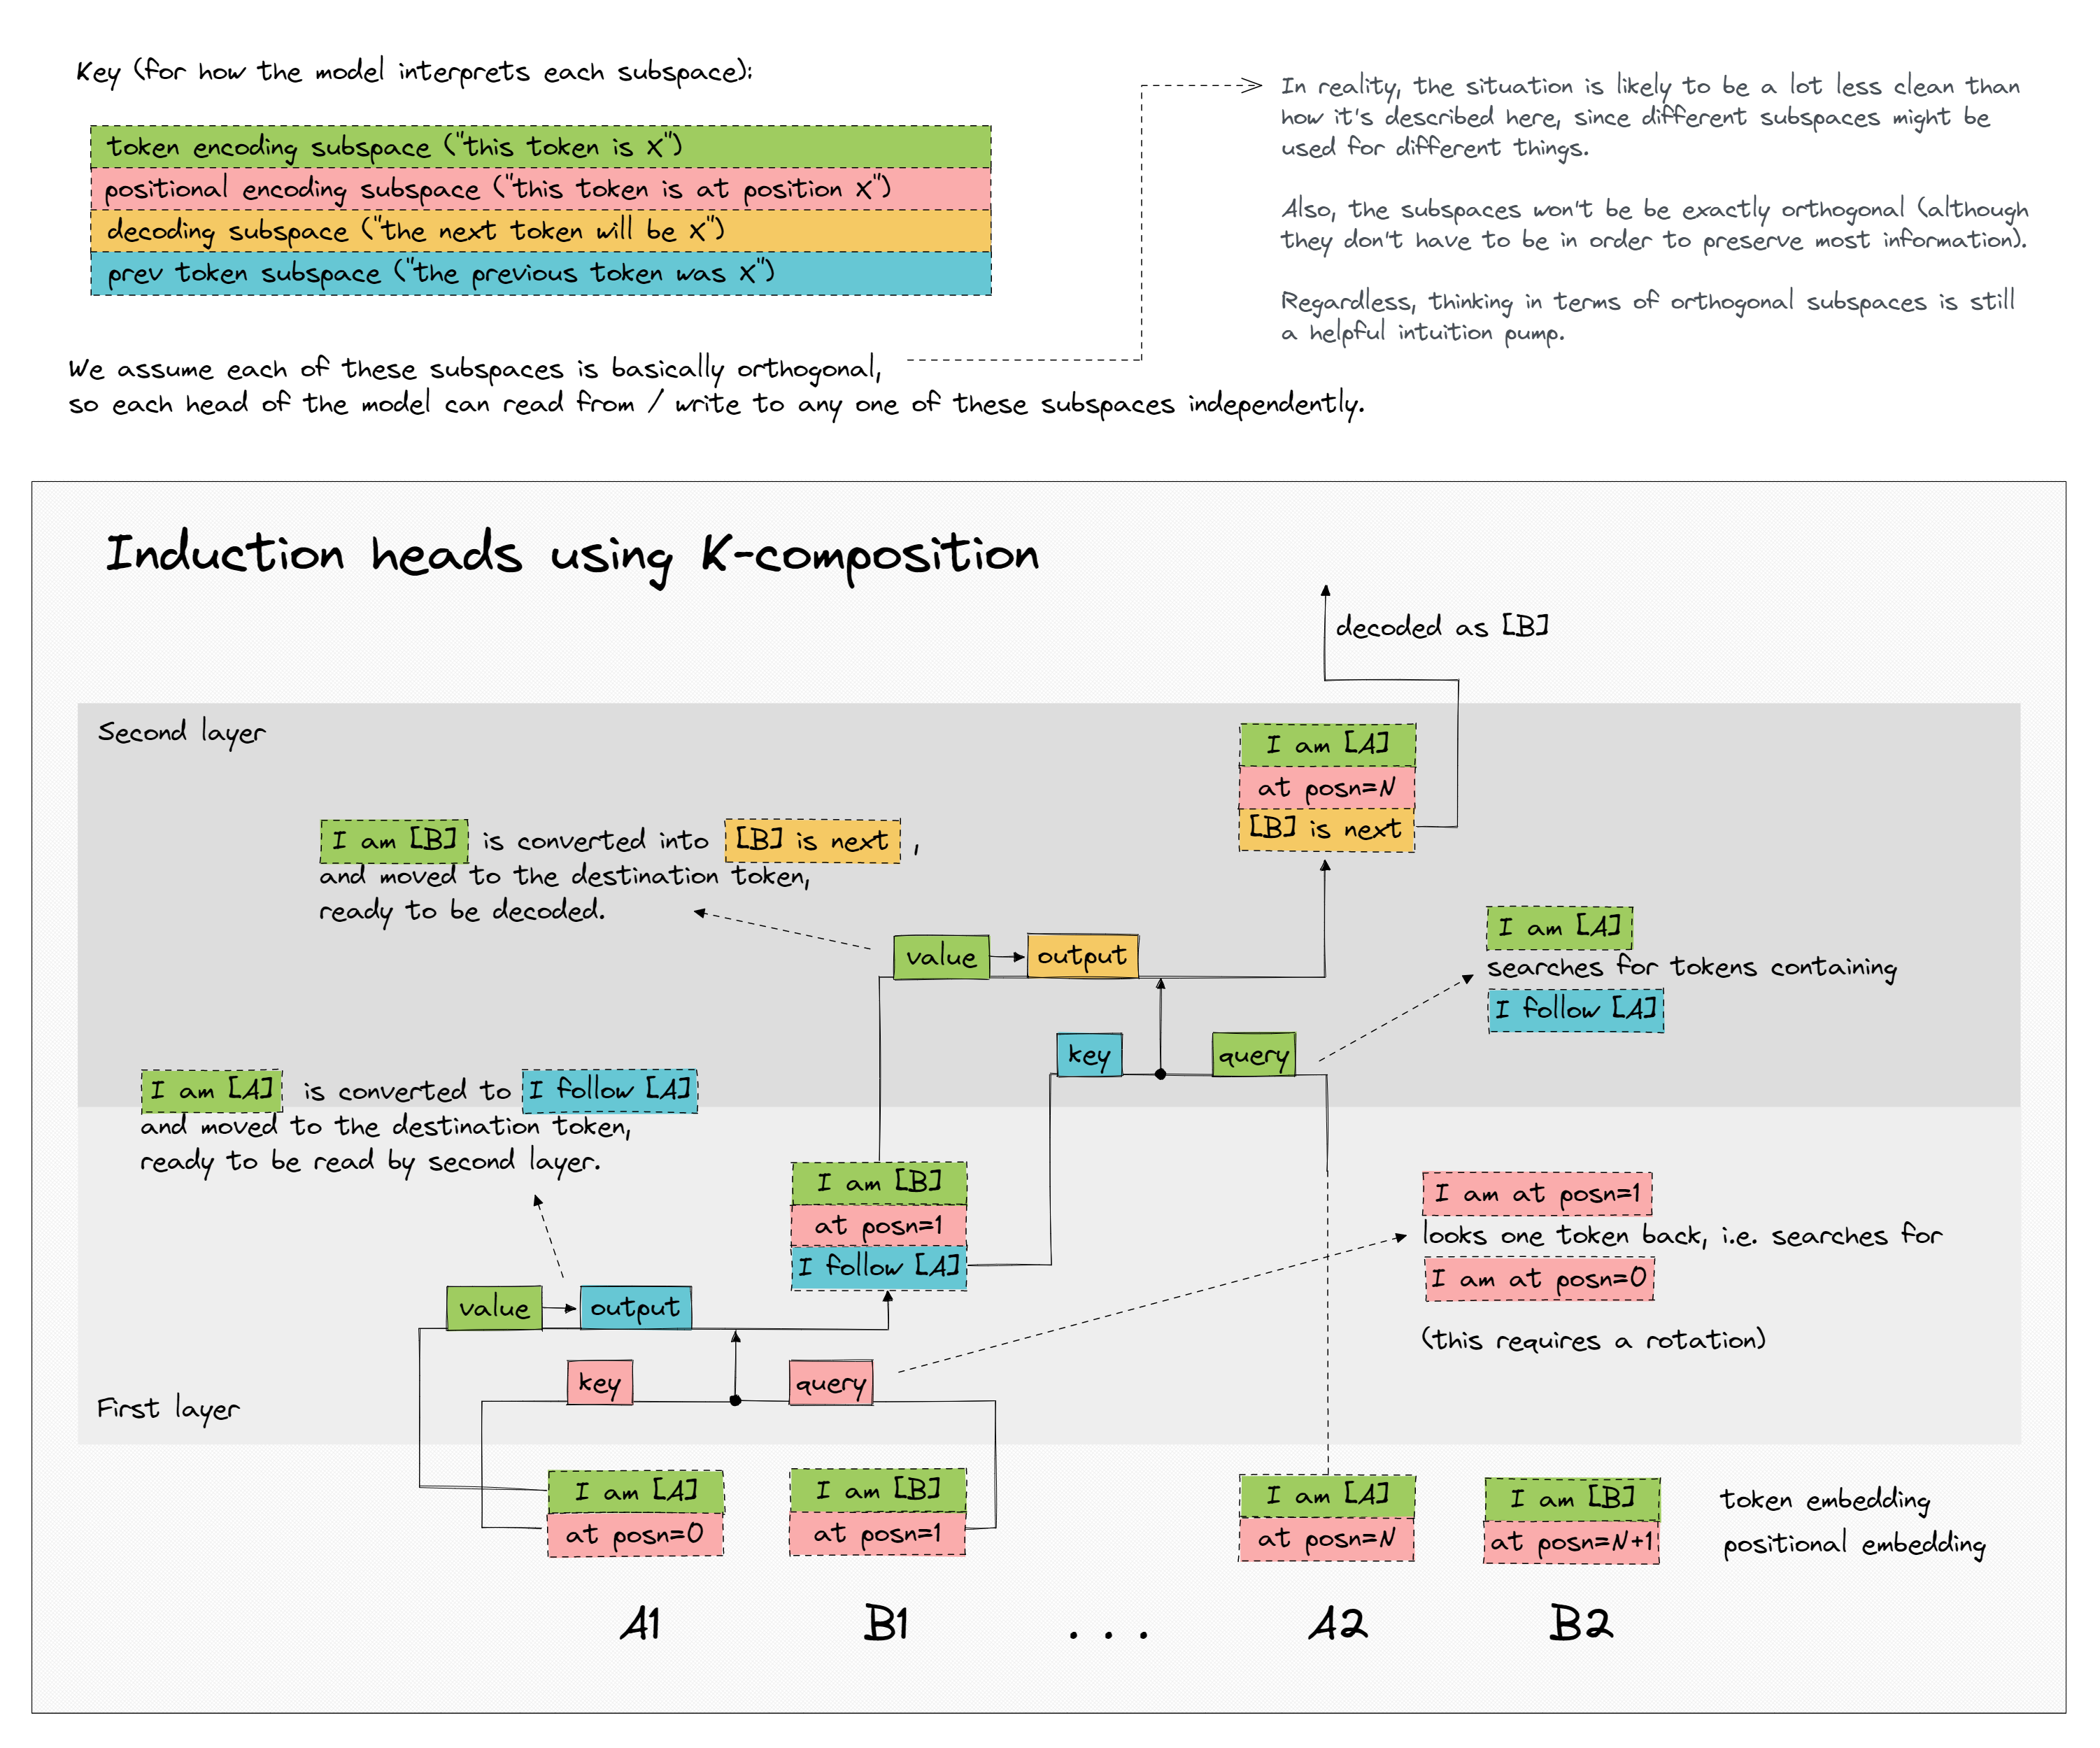 Key (for how the model interprets each subspace):
token encoding subspace ("this token is X")
positional encoding subspace ("this token is at position X")
decoding subspace ("the next token will be X")
prev token subspace ("the previous token was X")
We assume each of these subspaces is basically orthogonal,
so each head of the model can read from / write to any one of these subspaces independently.
In reality, the situation is likely to be a lot less clean than
how it's described here, since different subspaces might be
used for different things.
Also, the subspaces won't be be exactly orthogonal (although
they don't have to be in order to preserve most information).
Regardless, thinking in terms of orthogonal subspaces is still
a helpful intuition pump.
Induction heads using K-composition
decoded as [B]
Second layer
I am [A]
at posn=N
[B] is next
I am [B] is converted into [B] is next ,
and moved to the destination token,
ready to be decoded.
value
output
I am [A]
searches for tokens containing
I follow [A]
key
query
I am [A] is converted to I follow [A]
and moved to the destination token,
ready to be read by second layer.
I am [B]
at posn=1
I follow [A]
I am at posn=1
looks one token back, i.e. searches for
I am at posn=0
(this requires a rotation)
value
output
key
query
First layer
I am [A]
at posn=0
I am [B]
at posn=1
I am [A]
at posn=N
I am [B]
at posn=N+1
token embedding
positional embedding
A1
B1
. . .
A2
B2